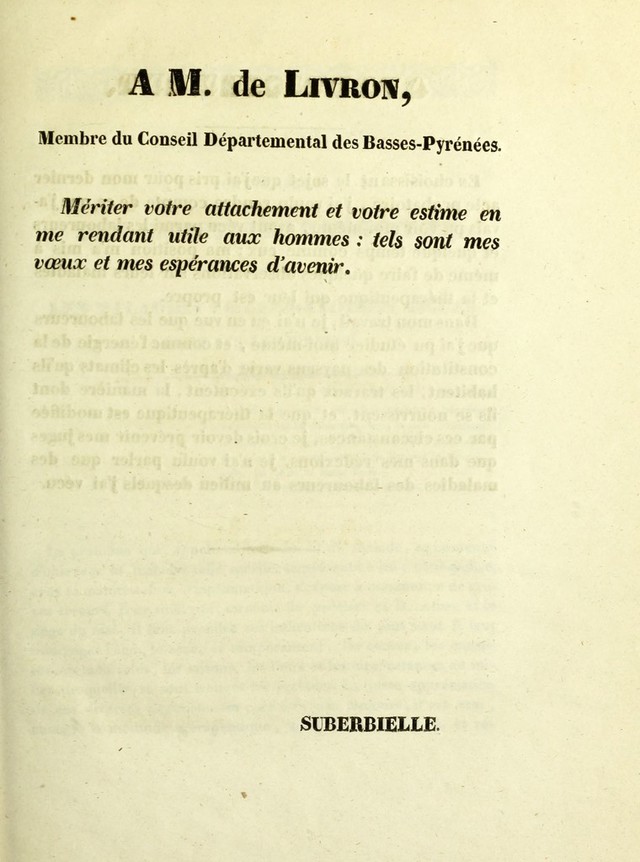 A M. de LIVRON,
Membre du Conseil Départemental des Basses-Pyrénées.
Mériter votre attachement et votre estime en
me rendant utile aux hommes : tels sont mes
vœux et mes espérances d'avenir.
SUBERBIELLE.